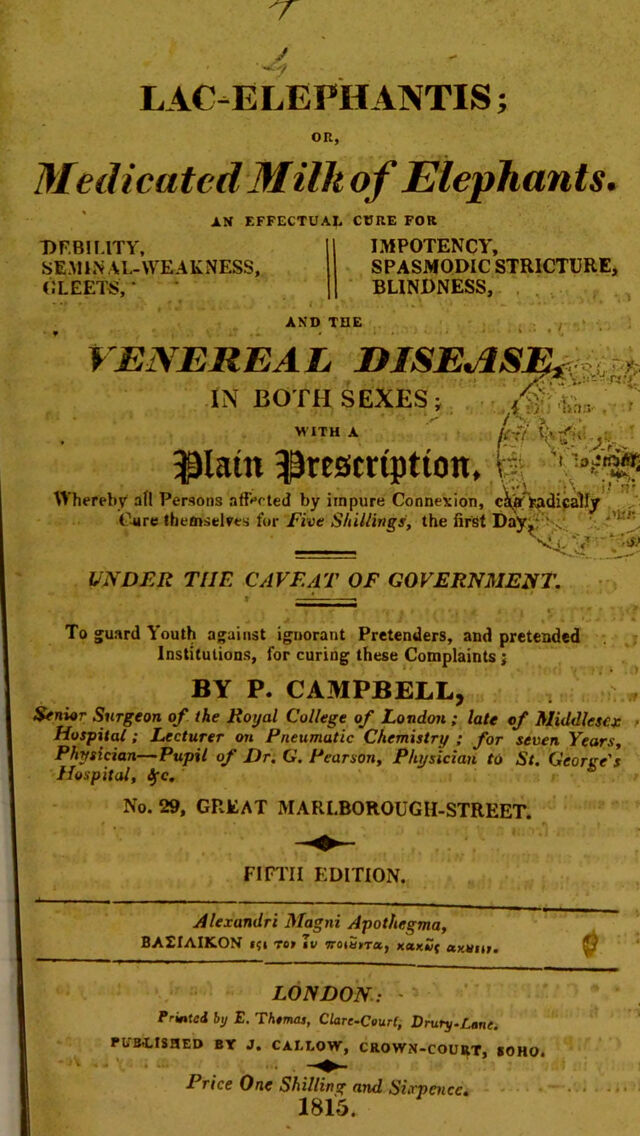 LAC-ELEPHANTIS;
OR,
Medicated Milk of Elephants.
AN EFFECTUAL CURE FOR
DEBILITY,
SEMINAL-WEAKNESS,
GLEETS,
IMPOTENCY,
SPASMODIC STRICTURE,
BLINDNESS,
AND THE
VENEREAL DISEASE,
IN BOTH SEXES;
WITH A
Plain Prescription,
Whereby all Persons affected by impure Connexion, can radically
Cure themselves for Five Shillings, the first Day,
UNDER THE CAVEAT OF GOVERNMENT.
To guard Youth against ignorant Pretenders, and pretended
Institutions, for curing these Complaints;
BY P. CAMPBELL,
Senior Surgeon of the Royal College of London; late of Middlesex
Hospital; Lecturer on Pneumatic Chemistry; for seven Years,
Physician—Pupil of Dr. G. Pearson, Physician to St. George's
Hospital, &c.
No. 29, GREAT MARLBOROUGH-STREET.
FIFTH EDITION.
Alexandri Magni Apothegma,
ΒΑΣΙΛΙΚΟΝ
LONDON:
Printed by E. Thomas, Clare-Court, Drury-Lane.
PUBLISHED BY J. CALLOW, CROWN-COURT, SOHO.
Price One Shilling and Sixpence.
1815.